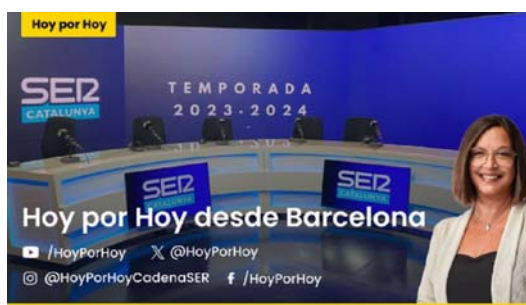 Hoy por Hoy
SER
CATALUNYA
TEMPORADA
2023-2024
SER
CATALUNYA
SER
CATALUNYA
Hoy por Hoy desde Barcelona
/HoyPorHoy @HoyPorHoy
@HoyPorHoyCadenaSER /HoyPorHoy